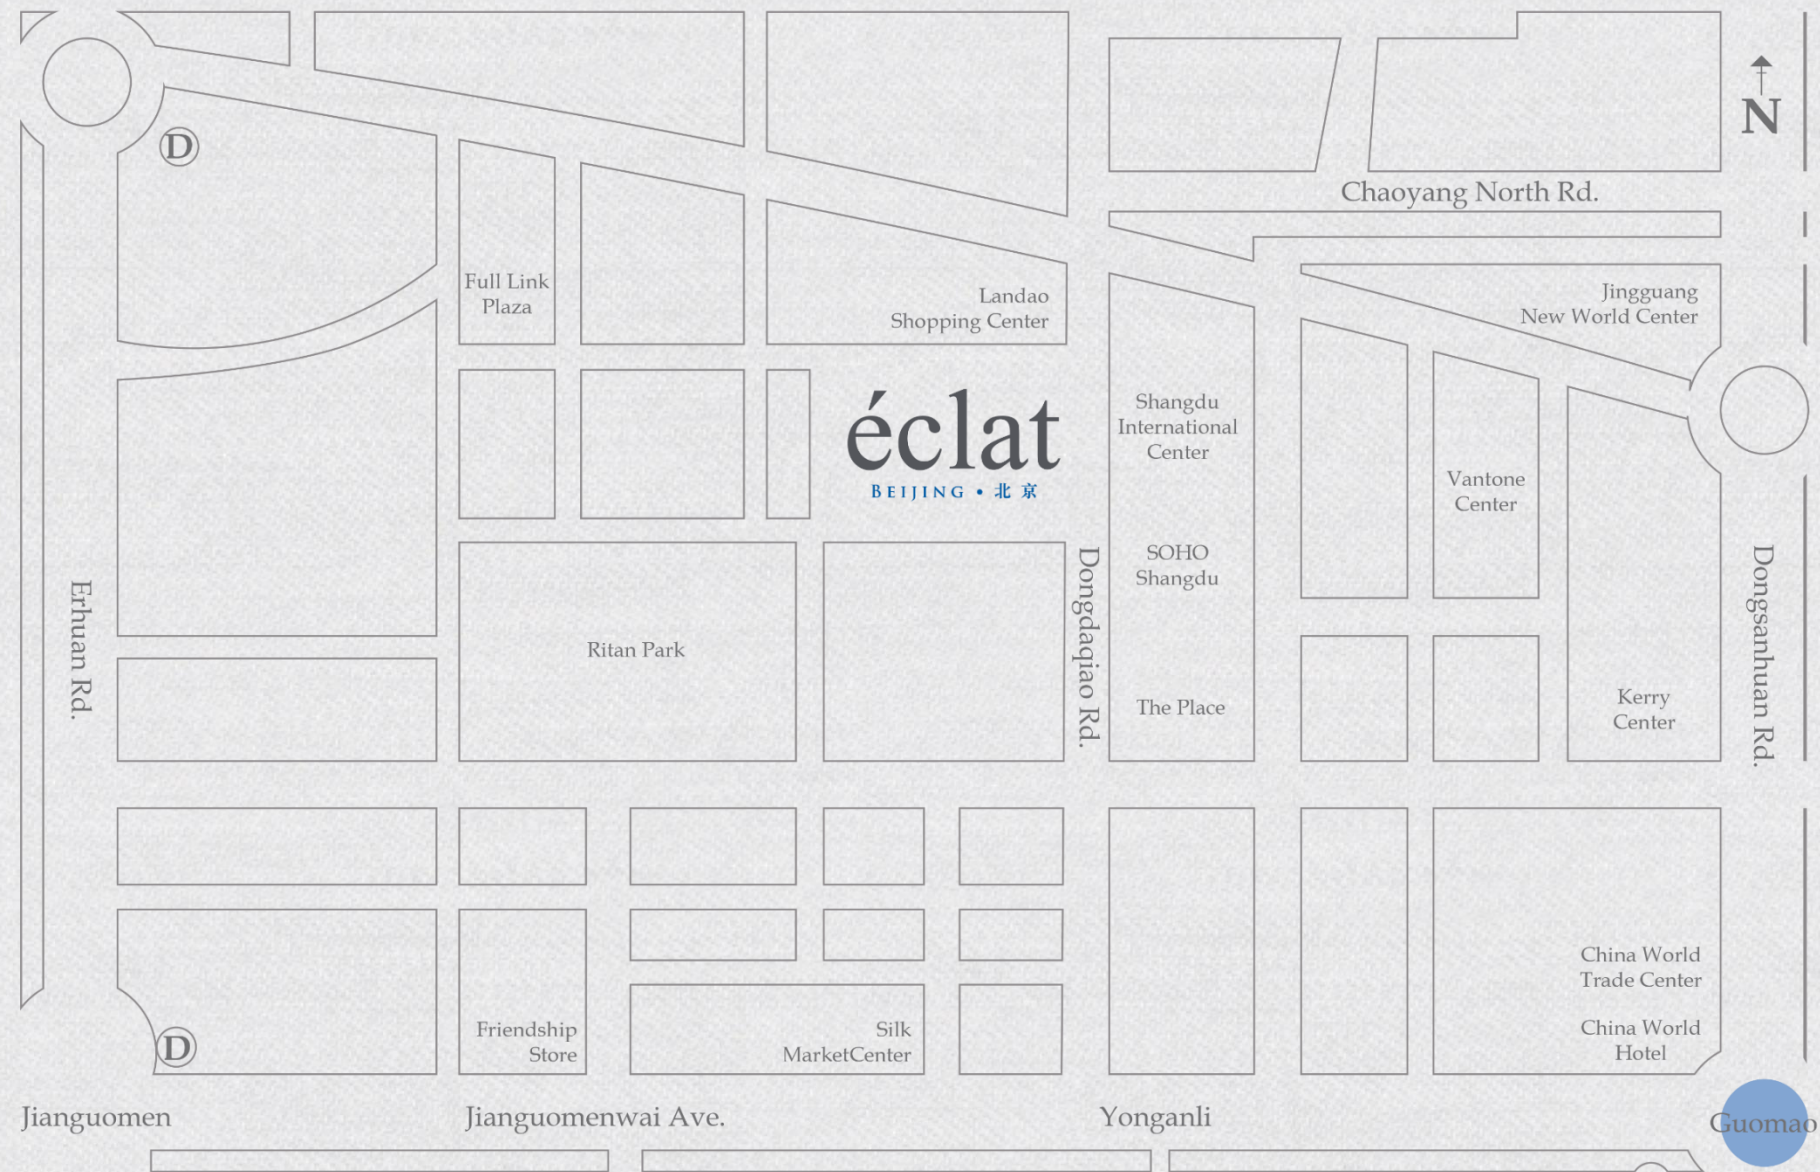 D
N
Chaoyang North Rd.
Full Link
Plaza
Landao
Shopping Center
Jingguang
New World Center
éclat
BEIJING • 北京
Shangdu
International
Center
Vantone
Center
SOHO
Shangdu
Erhuan Rd.
Ritan Park
Dongdaqiao Rd.
The Place
Kerry
Center
Dongsanhuan Rd.
China World
Trade Center
D
Friendship
Store
Silk
MarketCenter
China World
Hotel
Jianguomen
Jianguomenwai Ave.
Yonganli
Guomao